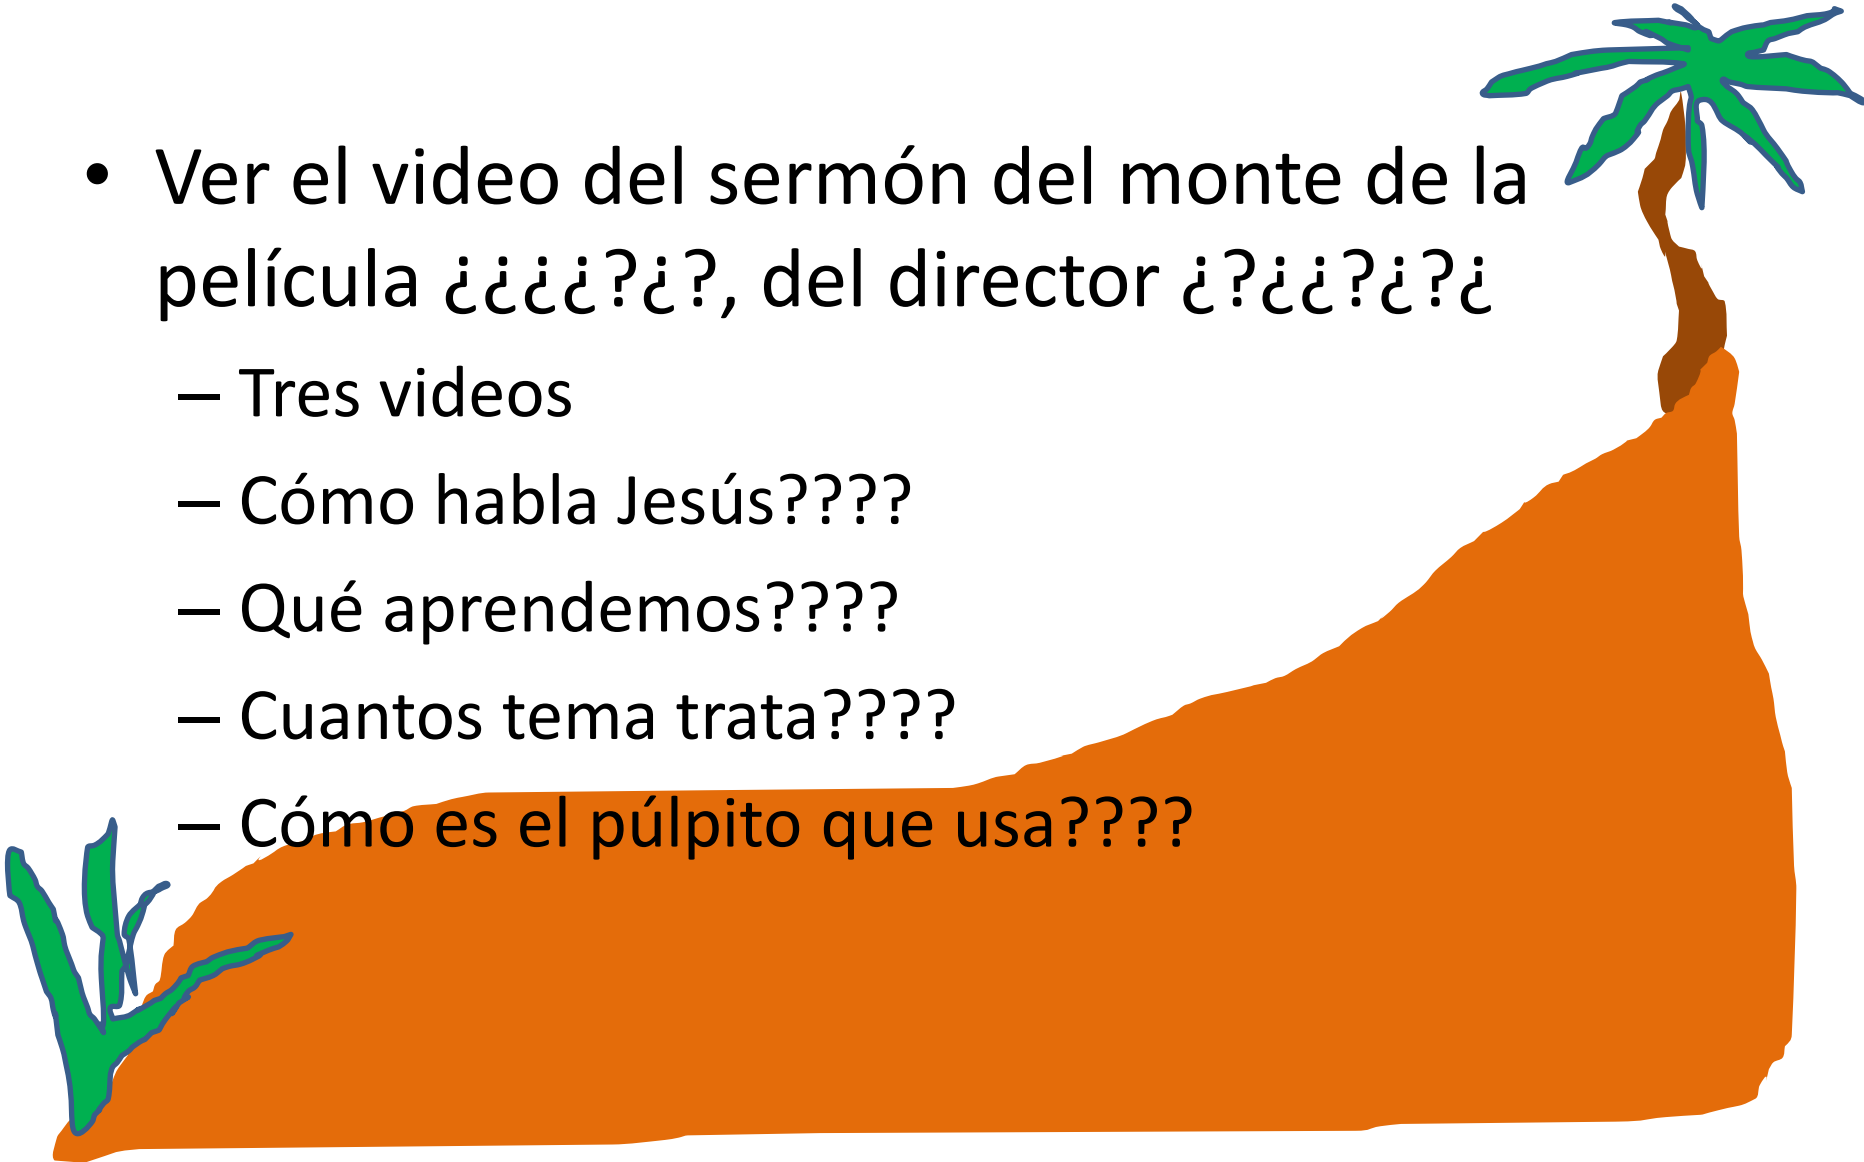 • Ver el video del sermón del monte de la
película ¿¿¿¿?¿?, del director ¿?¿¿?¿?¿
– Tres videos
– Cómo habla Jesús????
– Qué aprendemos????
– Cuantos tema trata????
– Cómo es el púlpito que usa????